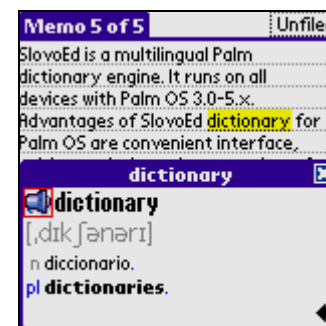 Memo 5 of 5 Unfile
SlovoEd is a multilingual Palm
dictionary engine. It runs on all
devices with Palm OS 3.0-5.x.
Advantages of SlovoEd dictionary for
Palm OS are convenient interface,
dictionary
dictionary
[ˌdɪkʃənərɪ]
n diccionario.
pl dictionaries.